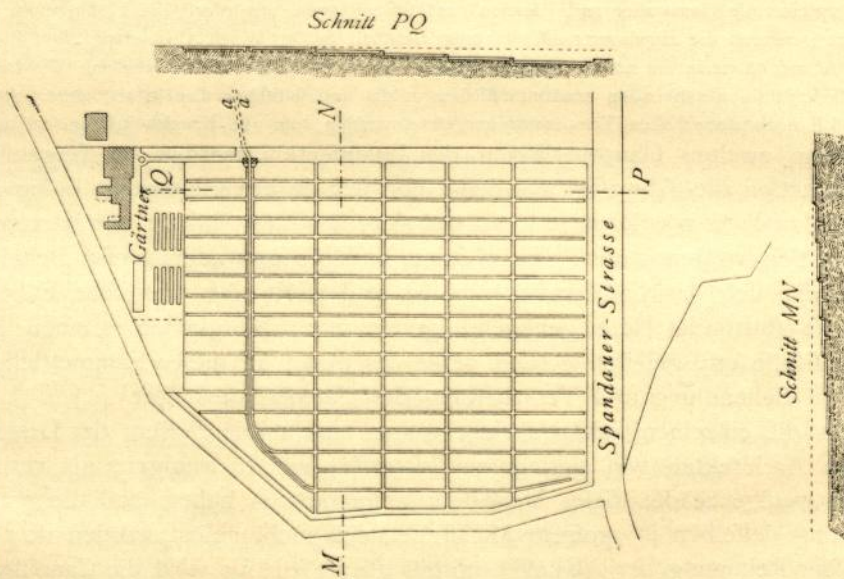 Schnitt PQ
a
a
N
Q
P
Gärtner
Spandauer-Strasse
Schnitt MN
M